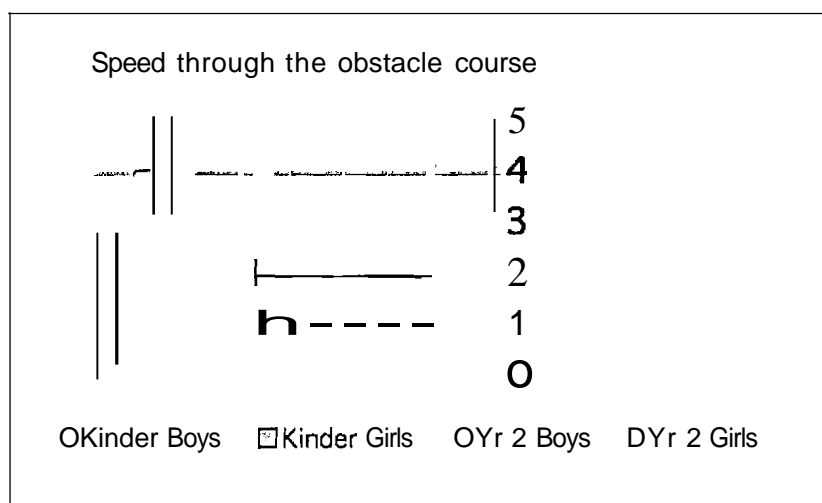 Speed through the obstacle course
5
4
3
2
h---- 1
0
OKinder Boys □Kinder Girls OYr 2 Boys DYr 2 Girls